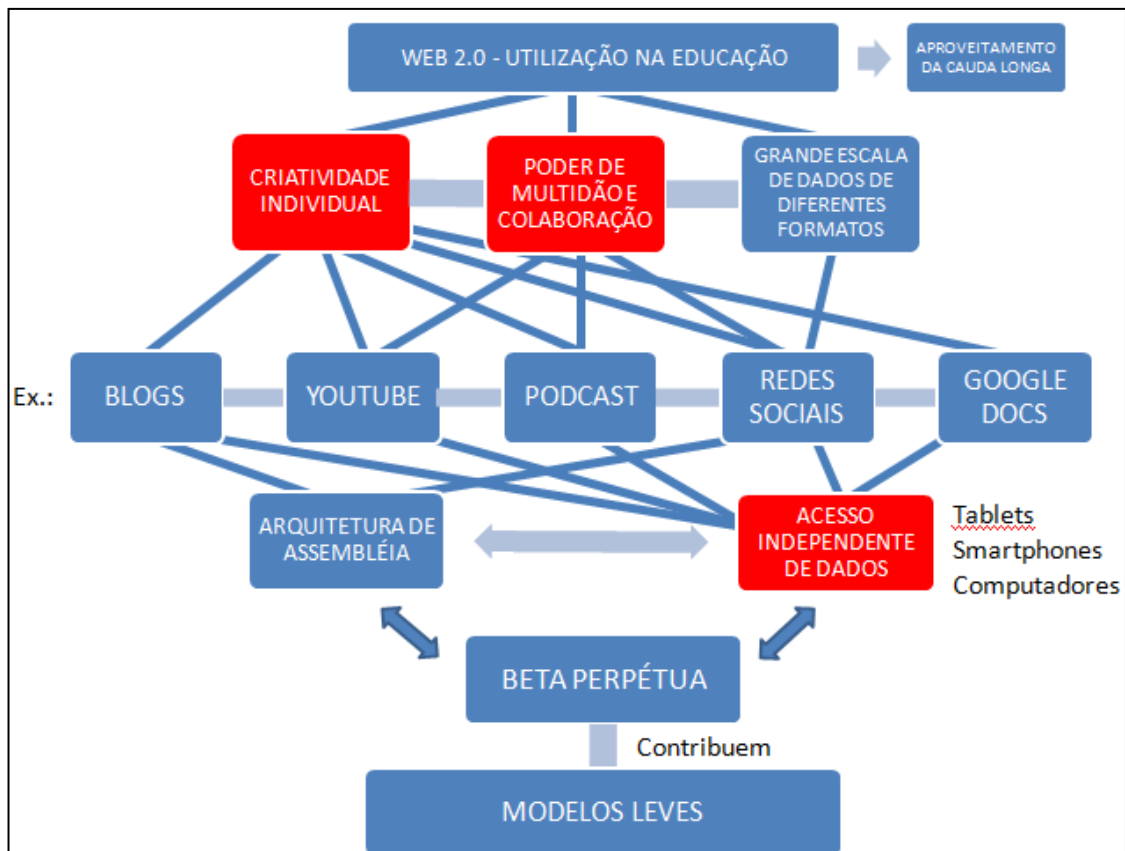 WEB 2.0 - UTILIZAÇÃO NA EDUCAÇÃO
APROVEITAMENTO
DA CAUDA LONGA
CRIATIVIDADE
INDIVIDUAL
PODER DE
MULTIDÃO E
COLABORAÇÃO
GRANDE ESCALA
DE DADOS DE
DIFERENTES
FORMATOS
Ex.:
BLOGS
YOUTUBE
PODCAST
REDES
SOCIAIS
GOOGLE
DOCS
ARQUITETURA DE
ASSEMBLÉIA
ACESSO
INDEPENDENTE
DE DADOS
Tablets
Smartphones
Computadores
BETA PERPÉTUA
Contribuem
MODELOS LEVES